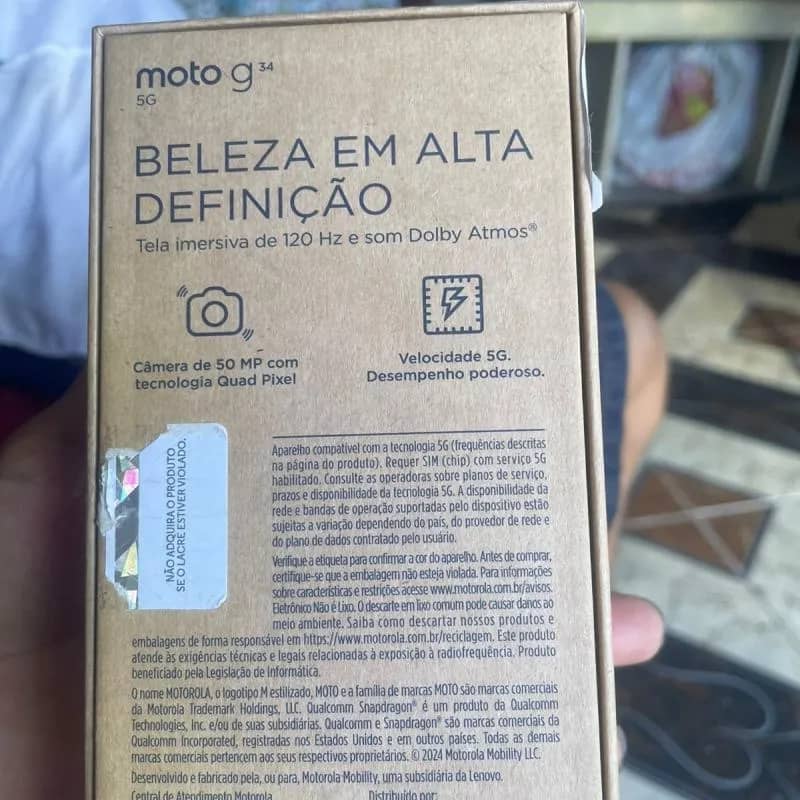 moto g³⁴
5G
BELEZA EM ALTA
DEFINIÇÃO
Tela imersiva de 120 Hz e som Dolby Atmos®
Câmera de 50 MP com
tecnologia Quad Pixel
Velocidade 5G.
Desempenho poderoso.
NÃO ADQUIRA O PRODUTO
SE O LACRE ESTIVER VIOLADO.
Aparelho compatível com a tecnologia 5G (frequências descritas
na página do produto). Requer SIM (chip) com serviço 5G
habilitado. Consulte as operadoras sobre planos de serviço,
prazos e disponibilidade da tecnologia 5G. A disponibilidade da
rede e bandas de operação suportadas pelo dispositivo estão
sujeitas a variação dependendo do país, do provedor de rede e
do plano de dados contratado pelo usuário.
Verifique a etiqueta para confirmar a cor do aparelho. Antes de comprar,
certifique-se que a embalagem não esteja violada. Para informações
sobre características e restrições acesse www.motorola.com.br/avisos.
Eletrônico Não é Lixo. O descarte em lixo comum pode causar danos ao
meio ambiente. Saiba como descartar nossos produtos e
embalagens de forma responsável em https://www.motorola.com.br/reciclagem. Este produto
atende às exigências técnicas e legais relacionadas à exposição à radiofrequência. Produto
beneficiado pela Legislação de Informática.
O nome MOTOROLA, o logotipo M estilizado, MOTO e a família de marcas MOTO são marcas comerciais
da Motorola Trademark Holdings, LLC. Qualcomm Snapdragon® é um produto da Qualcomm
Technologies, Inc. e/ou de suas subsidiárias. Qualcomm e Snapdragon® são marcas comerciais da
Qualcomm Incorporated, registradas nos Estados Unidos e em outros países. Todas as demais
marcas comerciais pertencem aos seus respectivos proprietários. © 2024 Motorola Mobility LLC.
Desenvolvido e fabricado pela, ou para, Motorola Mobility, uma subsidiária da Lenovo.
Central de Atendimento Motorola
Distribuído por: